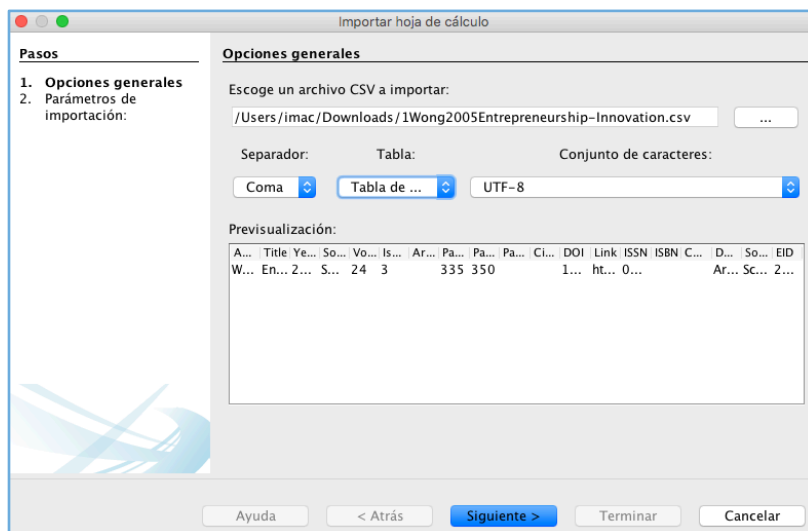 Importar hoja de cálculo
Pasos
1. Opciones generales
2. Parámetros de
importación:
Opciones generales
Escoge un archivo CSV a importar:
/Users/imac/Downloads/1Wong2005Entrepreneurship-Innovation.csv ...
Separador: Tabla: Conjunto de caracteres:
Coma Tabla de ... UTF-8
Previsualización:
A... Title Ye... So... Vo... Is... Ar... Pa... Pa... Pa... Ci... DOI Link ISSN ISBN C... D... So... EID
W... En... 2... S... 24 3 335 350 1... ht... 0... Ar... Sc... 2...
Ayuda < Atrás Siguiente > Terminar Cancelar